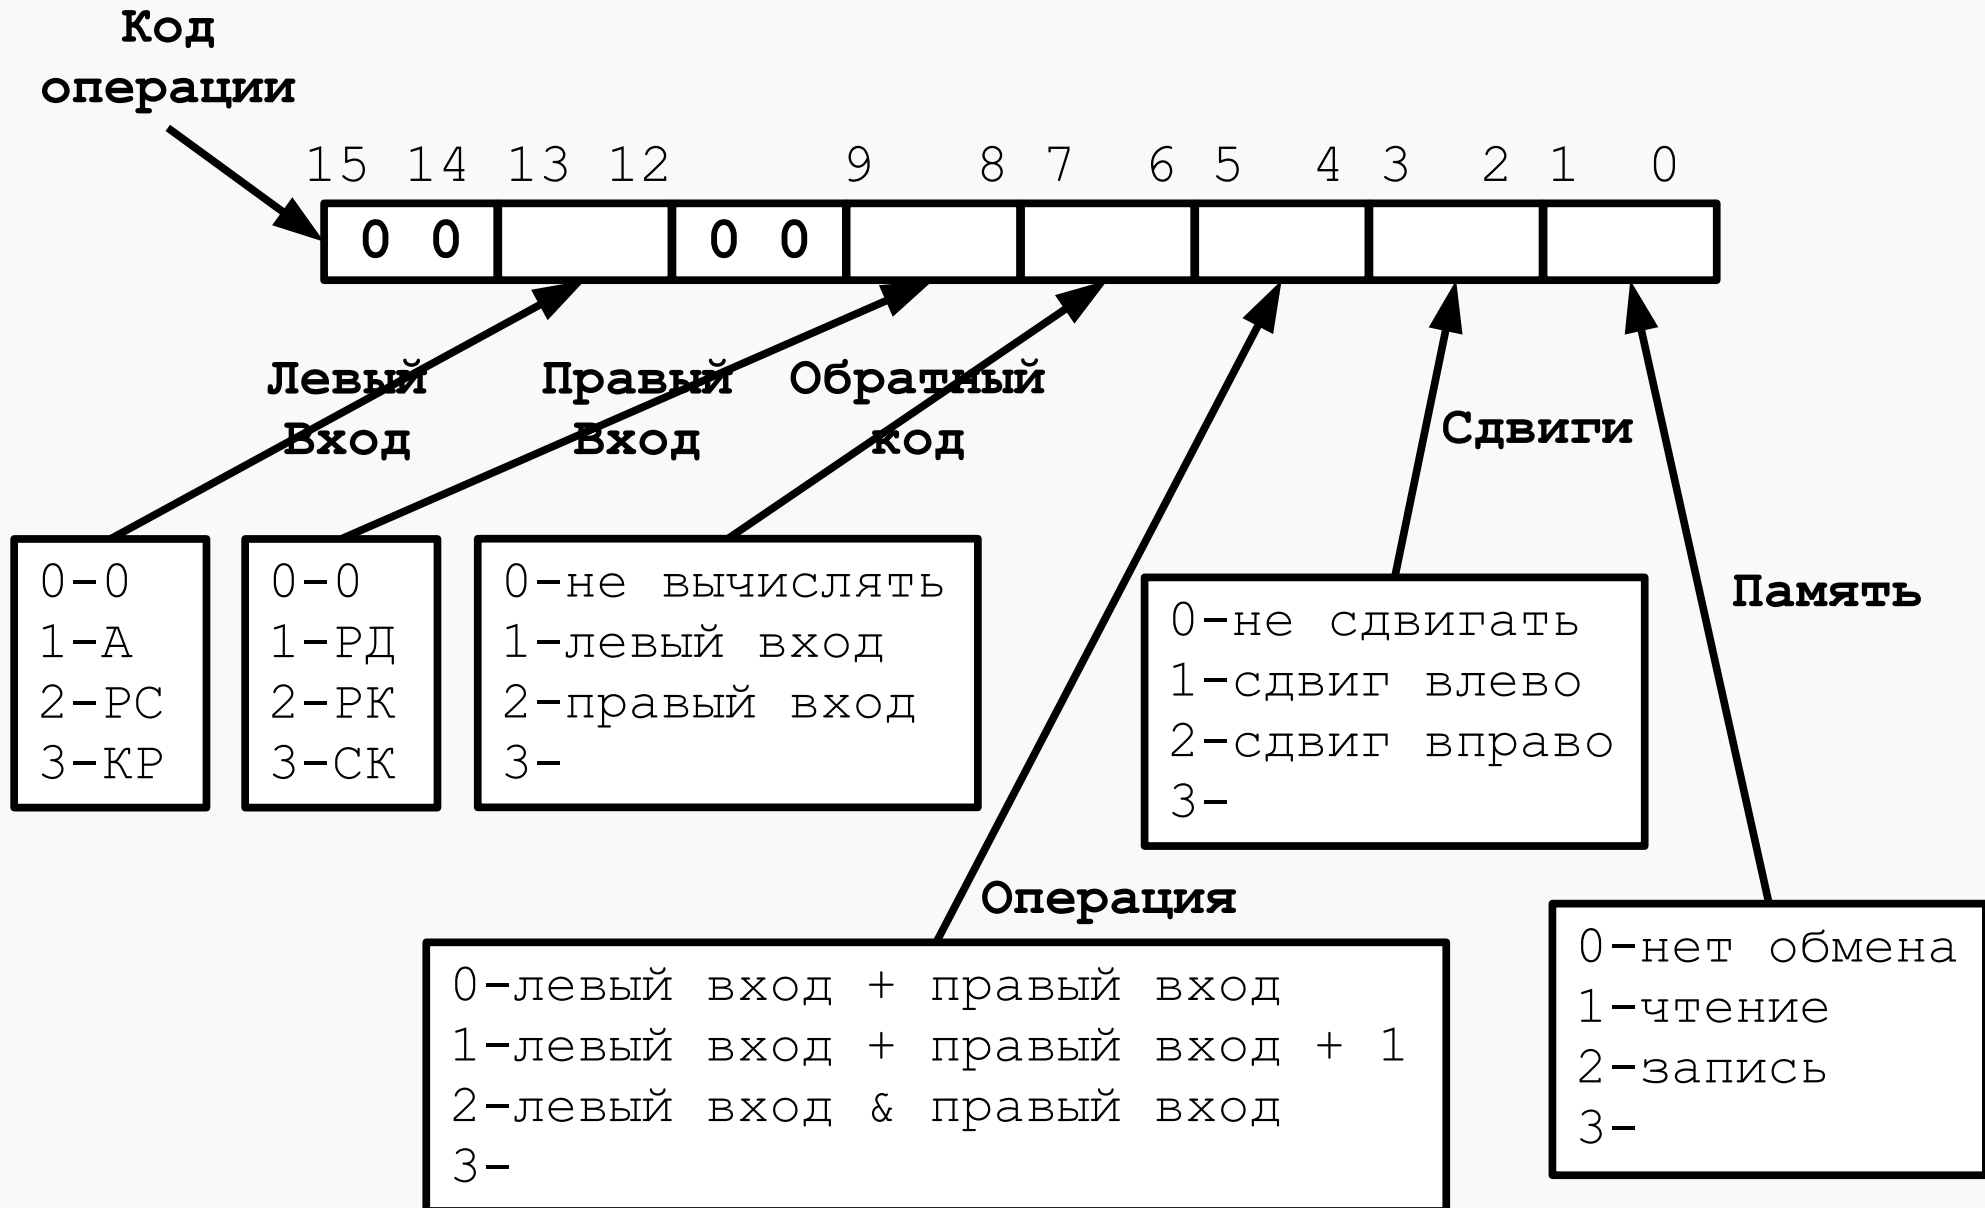 Код
операции
15 14 13 12 9 8 7 6 5 4 3 2 1 0
0 0 0 0
Левый
Вход
Правый
Вход
Обратный
код
Сдвиги
0-0
1-А
2-РС
3-КР
0-0
1-РД
2-РК
3-СК
0-не вычислять
1-левый вход
2-правый вход
3-
0-не сдвигать
1-сдвиг влево
2-сдвиг вправо
3-
Память
Операция
0-левый вход + правый вход
1-левый вход + правый вход + 1
2-левый вход & правый вход
3-
0-нет обмена
1-чтение
2-запись
3-